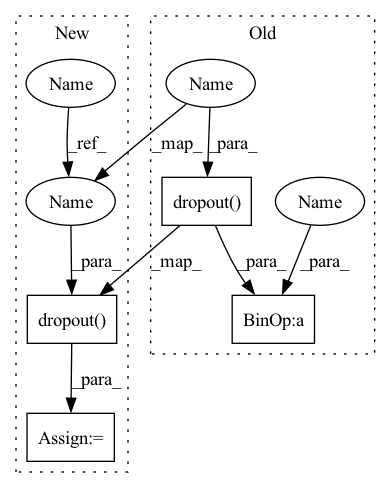 New
Old
Name
Name
_ref_
_map_
_para_
Name
dropout()
Name
_para_
_map_
_para_
_para_
dropout()
BinOp:a
_para_
Assign:=